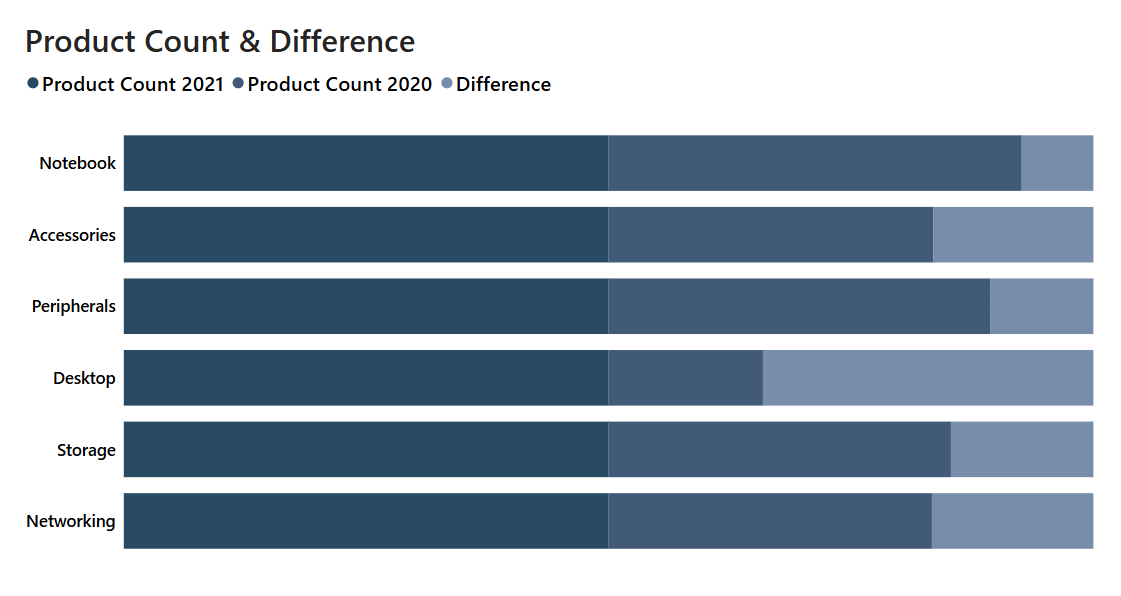 Product Count & Difference
Product Count 2021 Product Count 2020 Difference
Notebook
Accessories
Peripherals
Desktop
Storage
Networking